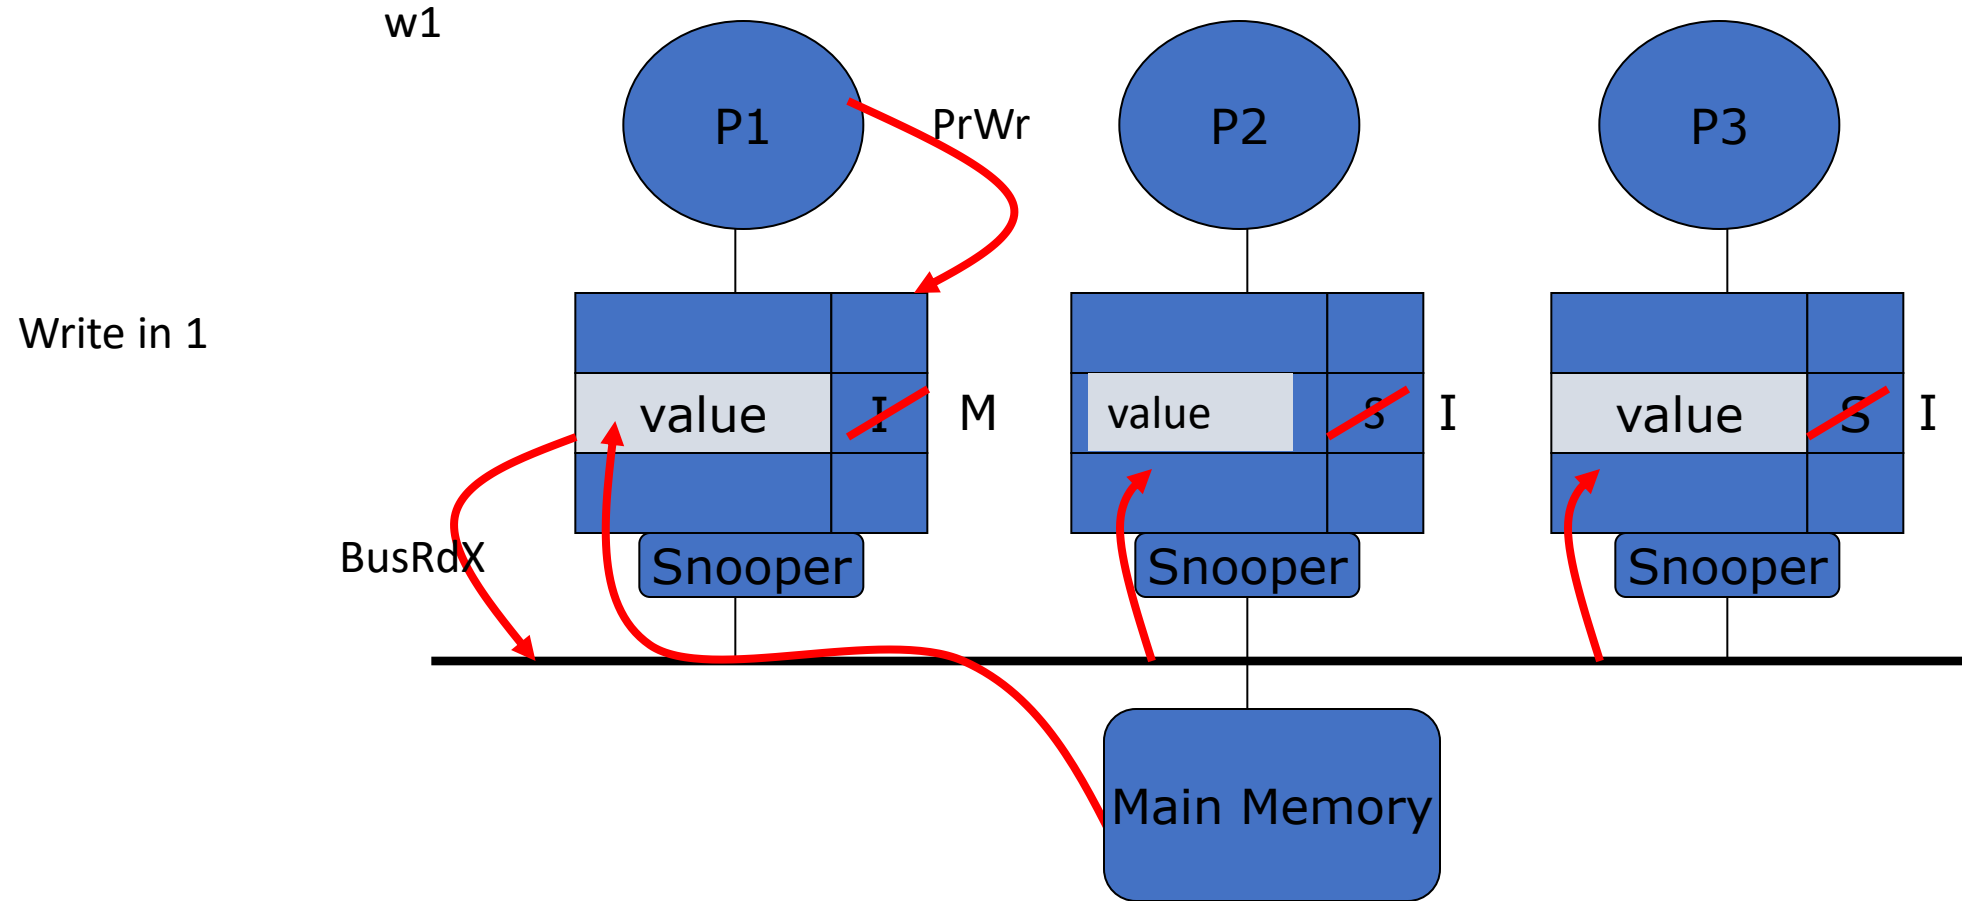 w1
P1
PrWr
P2
P3
Write in 1
value I M
value S I
value S I
BusRdX
Snooper
Snooper
Snooper
Main Memory